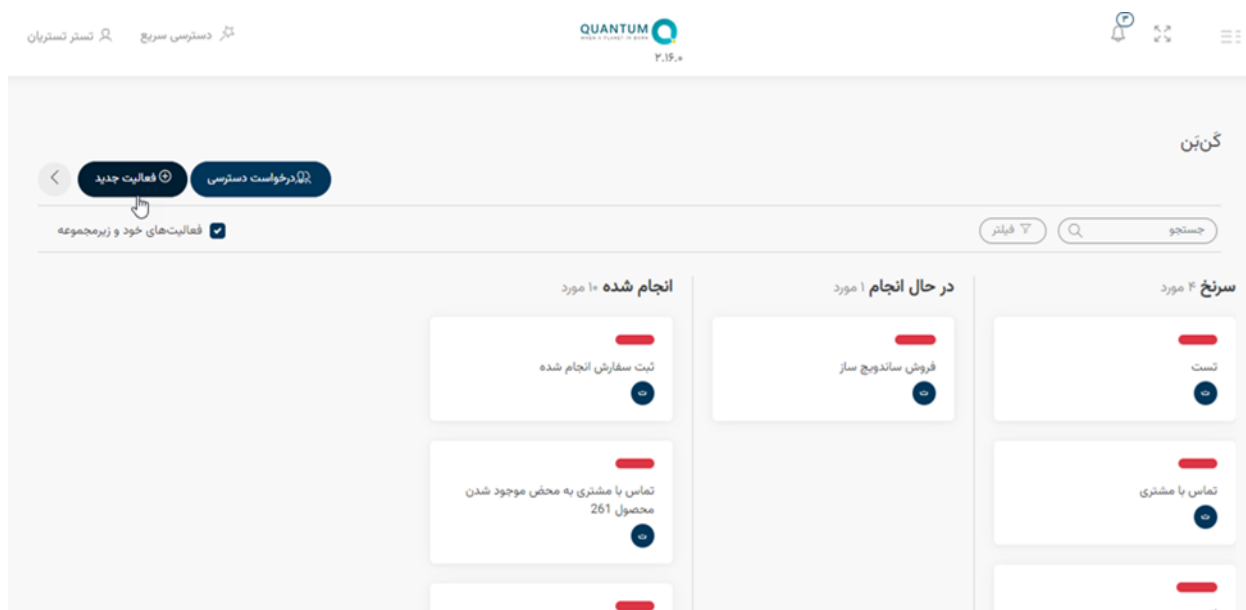 ۳
QUANTUM
۲.۱۶.۰
دسترسی سریع
تستر تستریان
کَن‌بَن
درخواست دسترسی
فعالیت جدید
جستجو
فیلتر
فعالیت‌های خود و زیرمجموعه
سرنخ ۴ مورد
تست
ت
تماس با مشتری
ت
در حال انجام ۱ مورد
فروش ساندویچ ساز
ت
انجام شده ۱۰ مورد
ثبت سفارش انجام شده
ت
تماس با مشتری به محض موجود شدن
محصول 261
ت